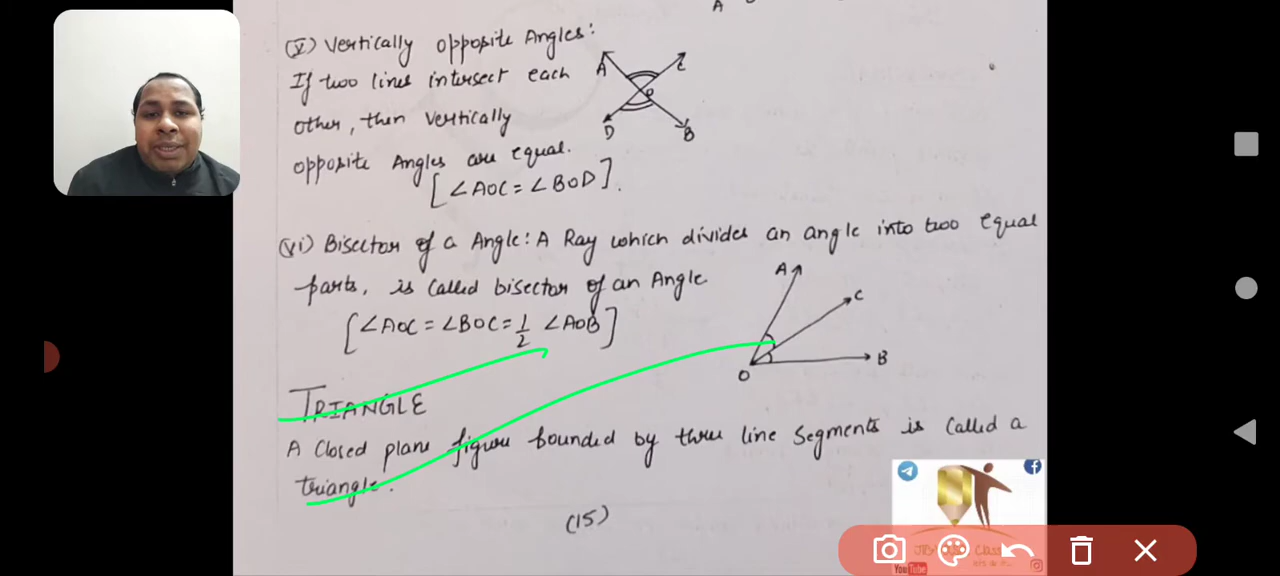 A
(V) Vertically opposite Angles:
If two lines intersect each
other, then vertically
opposite Angles are equal.
[∠AOC = ∠BOD].
A
C
O
D
B
(vi) Bisector of a Angle: A Ray which divides an angle into two equal
parts, is called bisector of an Angle.
[∠AOC = ∠BOC = 1/2 ∠AOB]
A
C
B
O
TRIANGLE
A closed plane figure bounded by three line segments is called a
triangle.
(15)
YouTube